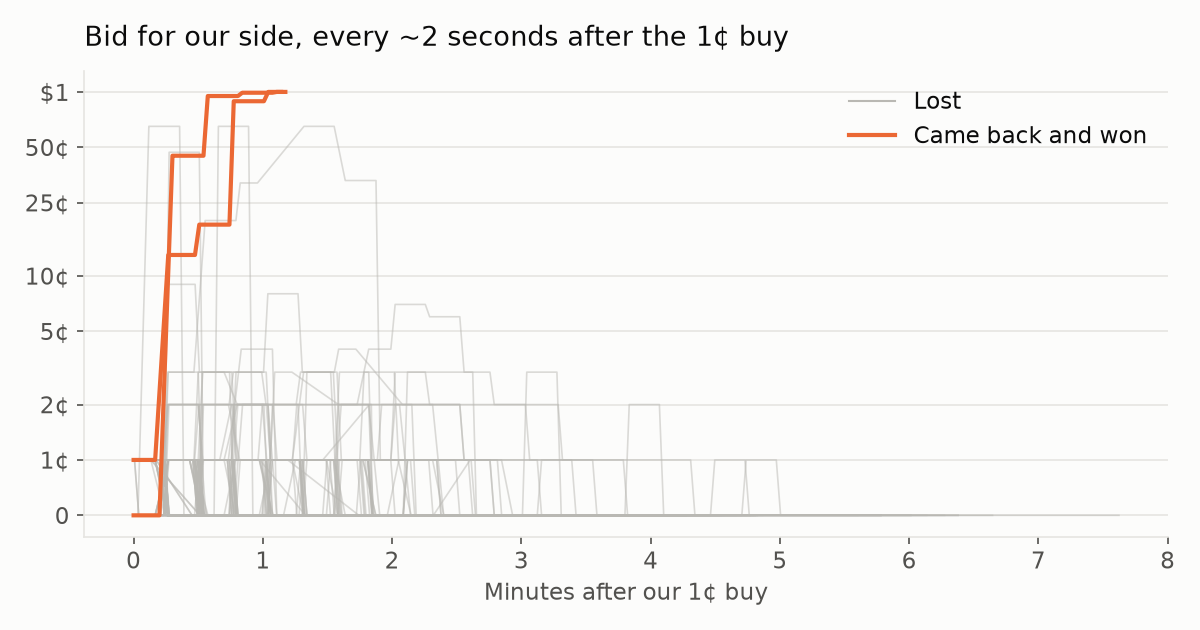 Bid for our side, every ~2 seconds after the 1¢ buy
$1
50¢
25¢
10¢
5¢
2¢
1¢
0
Lost
Came back and won
0 1 2 3 4 5 6 7 8
Minutes after our 1¢ buy